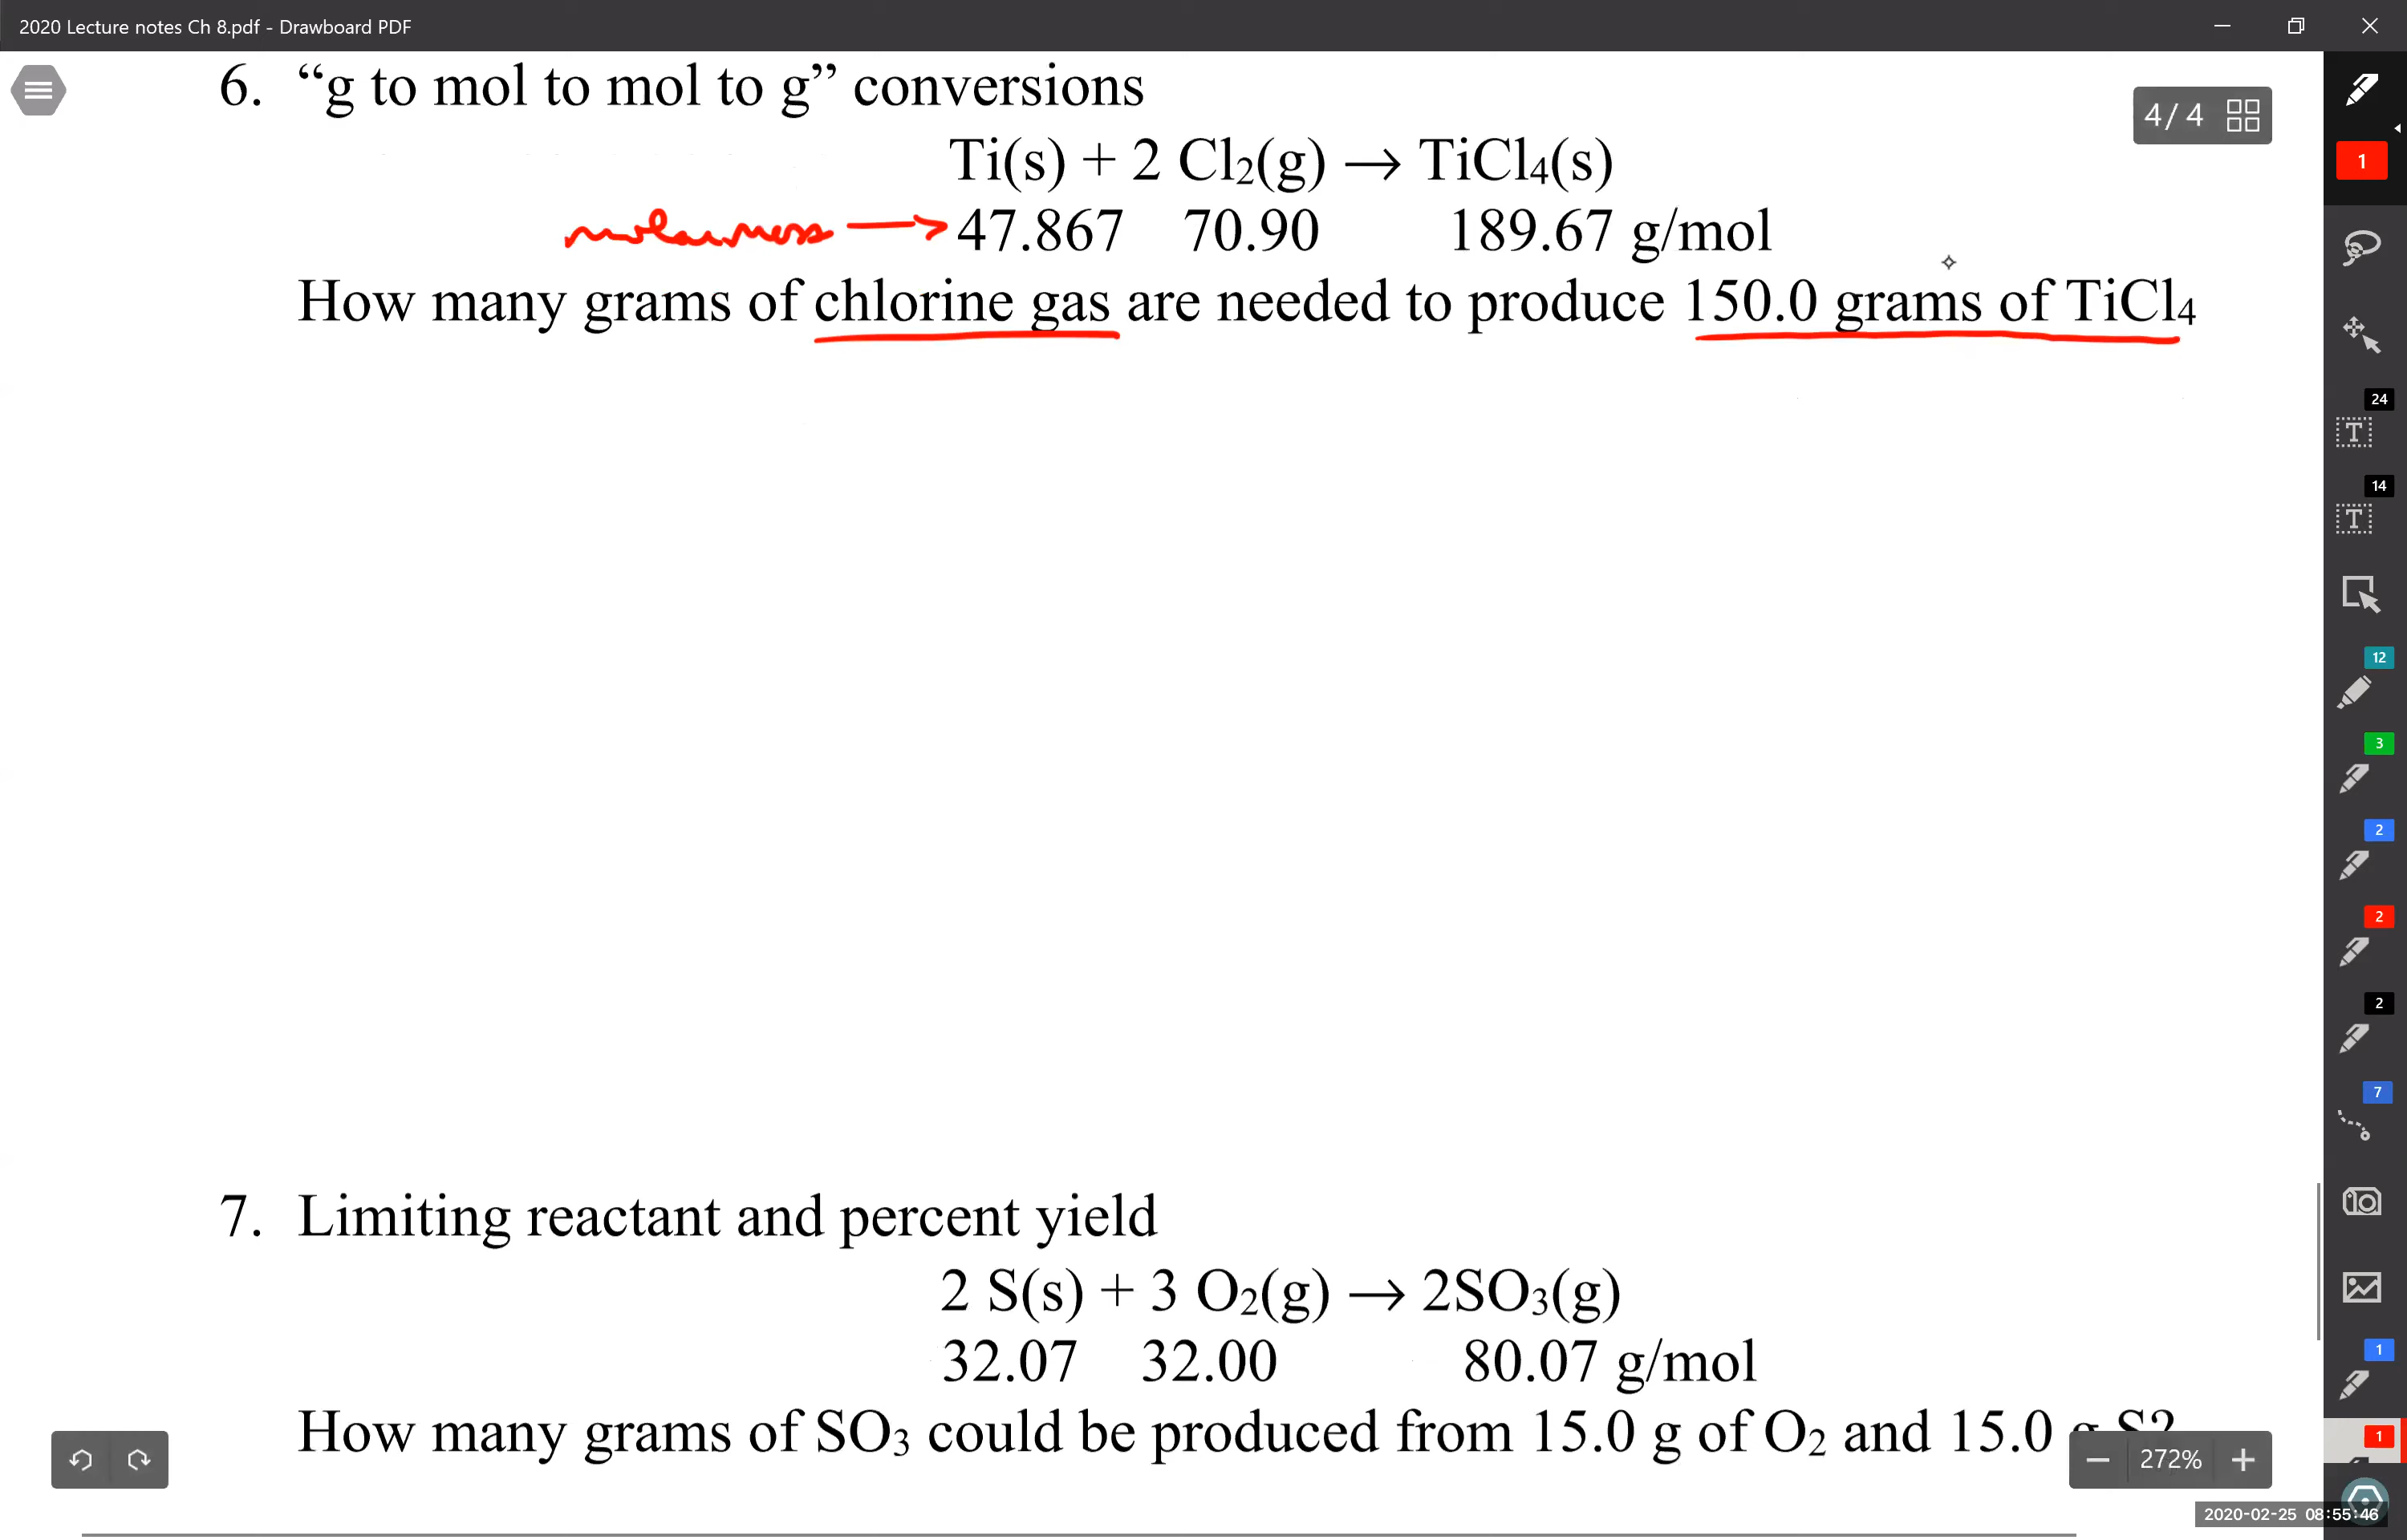 2020 Lecture notes Ch 8.pdf - Drawboard PDF
6. “g to mol to mol to g” conversions
4 / 4
Ti(s) + 2 Cl₂(g) → TiCl₄(s)
1
molar mass → 47.867 70.90 189.67 g/mol
How many grams of chlorine gas are needed to produce 150.0 grams of TiCl₄
24
T
14
T
12
3
2
2
2
7
7. Limiting reactant and percent yield
2 S(s) + 3 O₂(g) → 2SO₃(g)
32.07 32.00 80.07 g/mol
1
How many grams of SO₃ could be produced from 15.0 g of O₂ and 15.0 g S?
1
272%
2020-02-25 08:55:46